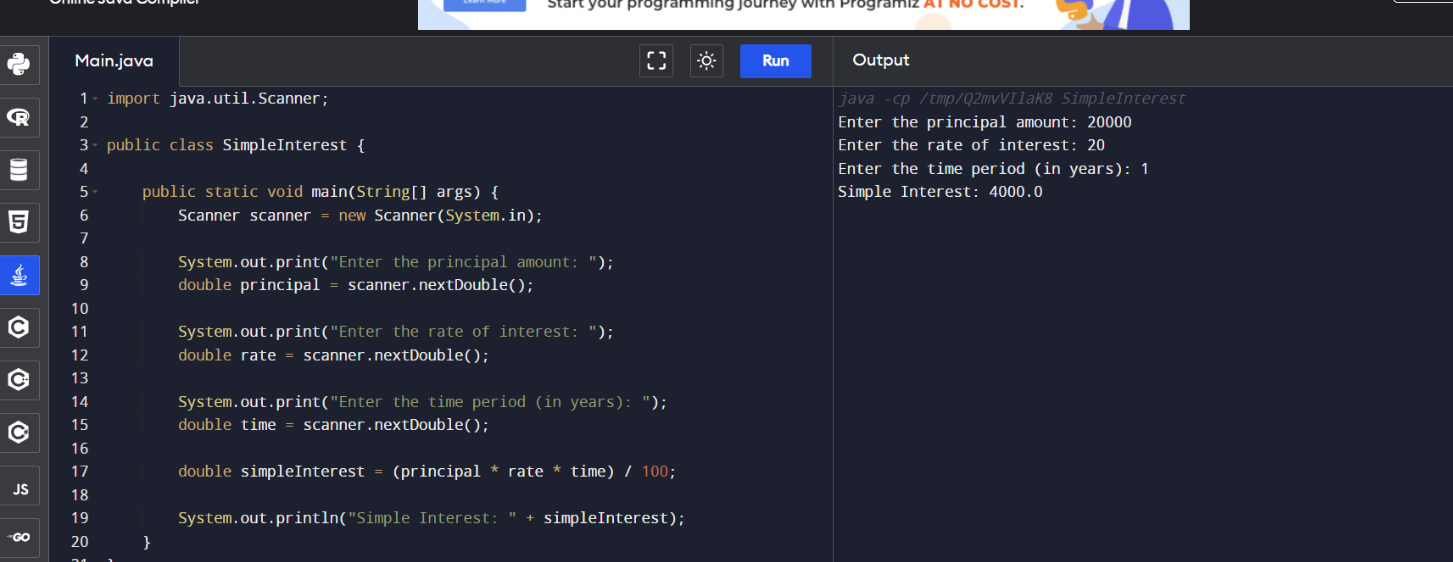 Online Java Compiler
Learn More
Start your programming journey with Programiz AT NO COST.
Main.java
Run
Output
1 import java.util.Scanner;
2
3 public class SimpleInterest {
4
5 public static void main(String[] args) {
6 Scanner scanner = new Scanner(System.in);
7
8 System.out.print("Enter the principal amount: ");
9 double principal = scanner.nextDouble();
10
11 System.out.print("Enter the rate of interest: ");
12 double rate = scanner.nextDouble();
13
14 System.out.print("Enter the time period (in years): ");
15 double time = scanner.nextDouble();
16
17 double simpleInterest = (principal * rate * time) / 100;
18
19 System.out.println("Simple Interest: " + simpleInterest);
20 }
21 }
java -cp /tmp/Q2mvVIlaK8 SimpleInterest
Enter the principal amount: 20000
Enter the rate of interest: 20
Enter the time period (in years): 1
Simple Interest: 4000.0
R
5
C
C
C
JS
GO